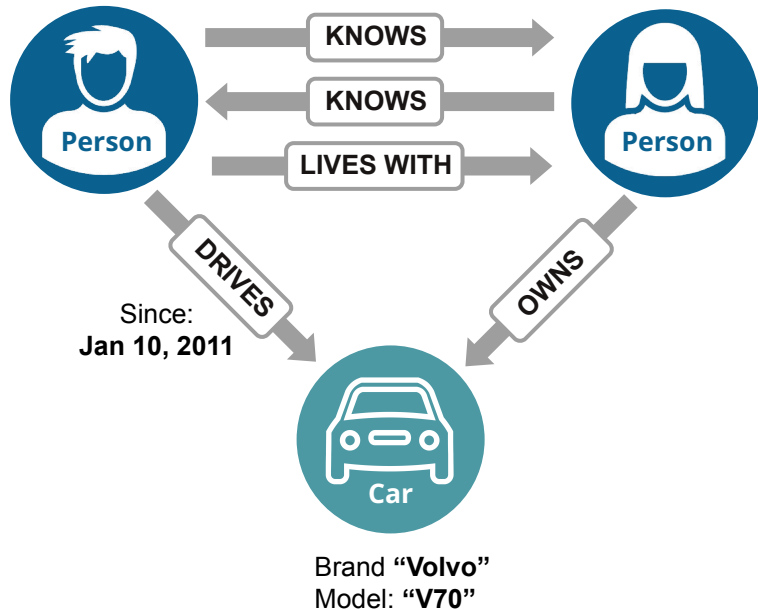 KNOWS
KNOWS
Person
Person
LIVES WITH
DRIVES
OWNS
Since:
Jan 10, 2011
Car
Brand “Volvo”
Model: “V70”